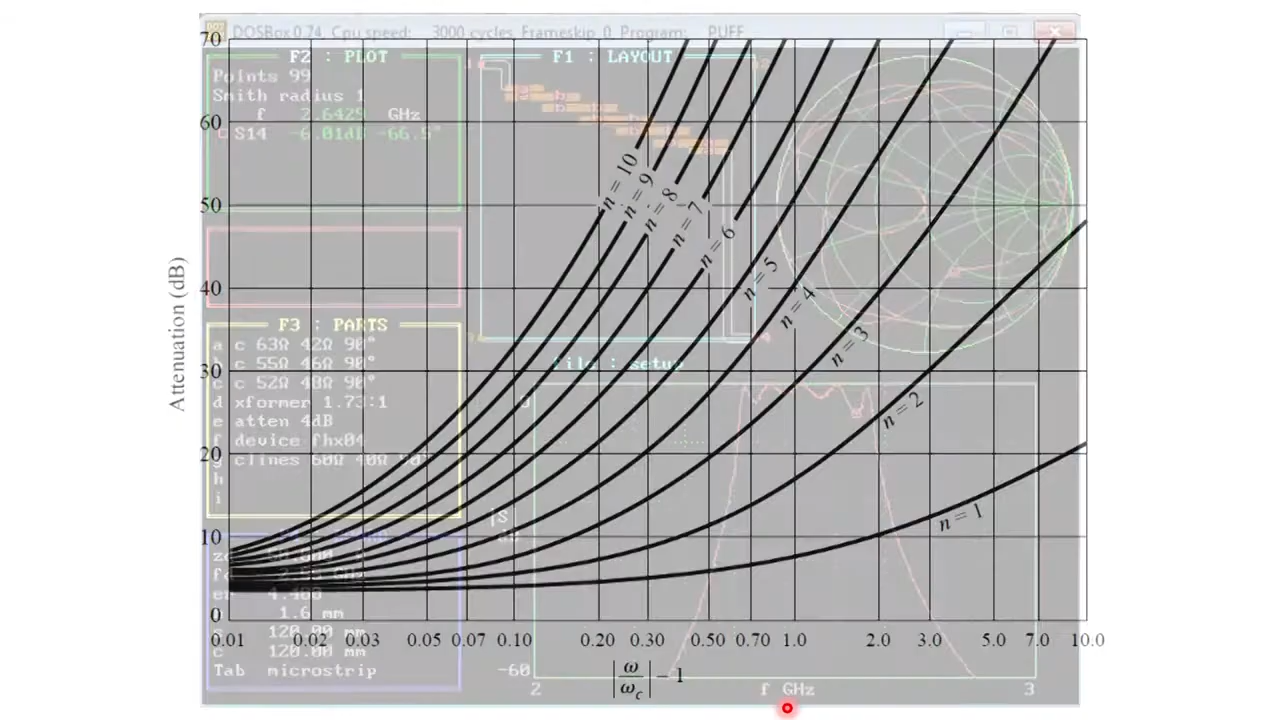 DOSBox 0.74, Cpu speed: 3000 cycles, Frameskip 0, Program: PUFF
F2 : PLOT
Points 99
Smith radius 1
f 2.6429 GHz
S14 -6.01dB -66.5°
F1 : LAYOUT
F3 : PARTS
a c 63Ω 42Ω 90°
b c 55Ω 46Ω 90°
c c 52Ω 48Ω 90°
d xformer 1.73:1
e atten 4dB
f device fhx04
g clines 60Ω 40Ω 90°
h
i
1.6 mm
120.00 mm
120.00 mm
Tab microstrip
File : setup
|S
-60
2
f GHz
3
Attenuation (dB)
70
60
50
40
30
20
10
0
0.01 0.02 0.03 0.05 0.07 0.10 0.20 0.30 0.50 0.70 1.0 2.0 3.0 5.0 7.0 10.0
n = 10
n = 9
n = 8
n = 7
n = 6
n = 5
n = 4
n = 3
n = 2
n = 1
|ω/ωc| − 1